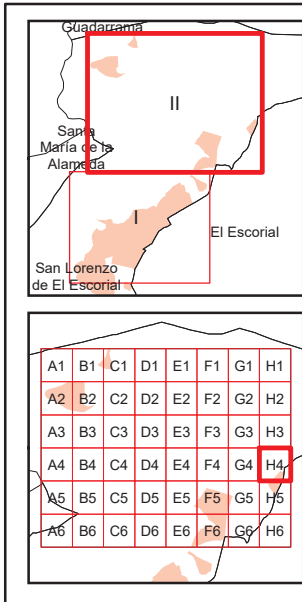 Guadarrama
II
Santa
María de la
Alameda
I
El Escorial
San Lorenzo
de El Escorial
A1 B1 C1 D1 E1 F1 G1 H1
A2 B2 C2 D2 E2 F2 G2 H2
A3 B3 C3 D3 E3 F3 G3 H3
A4 B4 C4 D4 E4 F4 G4 H4
A5 B5 C5 D5 E5 F5 G5 H5
A6 B6 C6 D6 E6 F6 G6 H6